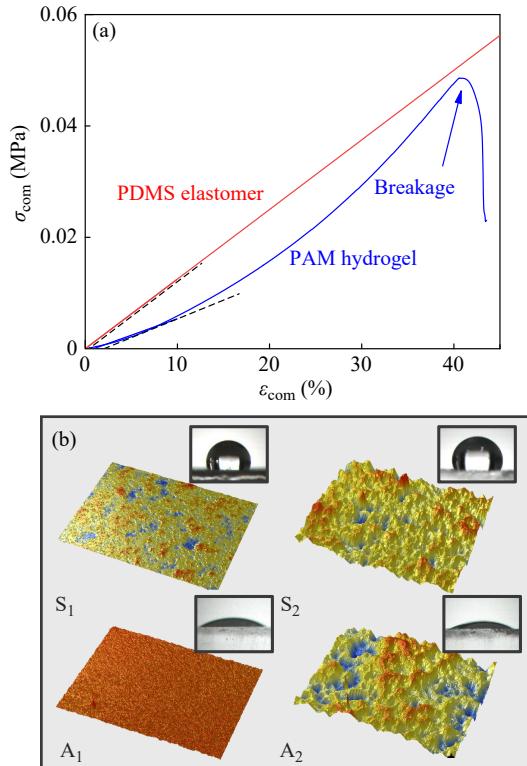 (a)
0.06
0.04
0.02
0
0
10
20
30
40
σcom (MPa)
εcom (%)
PDMS elastomer
Breakage
PAM hydrogel
(b)
S1
S2
A1
A2